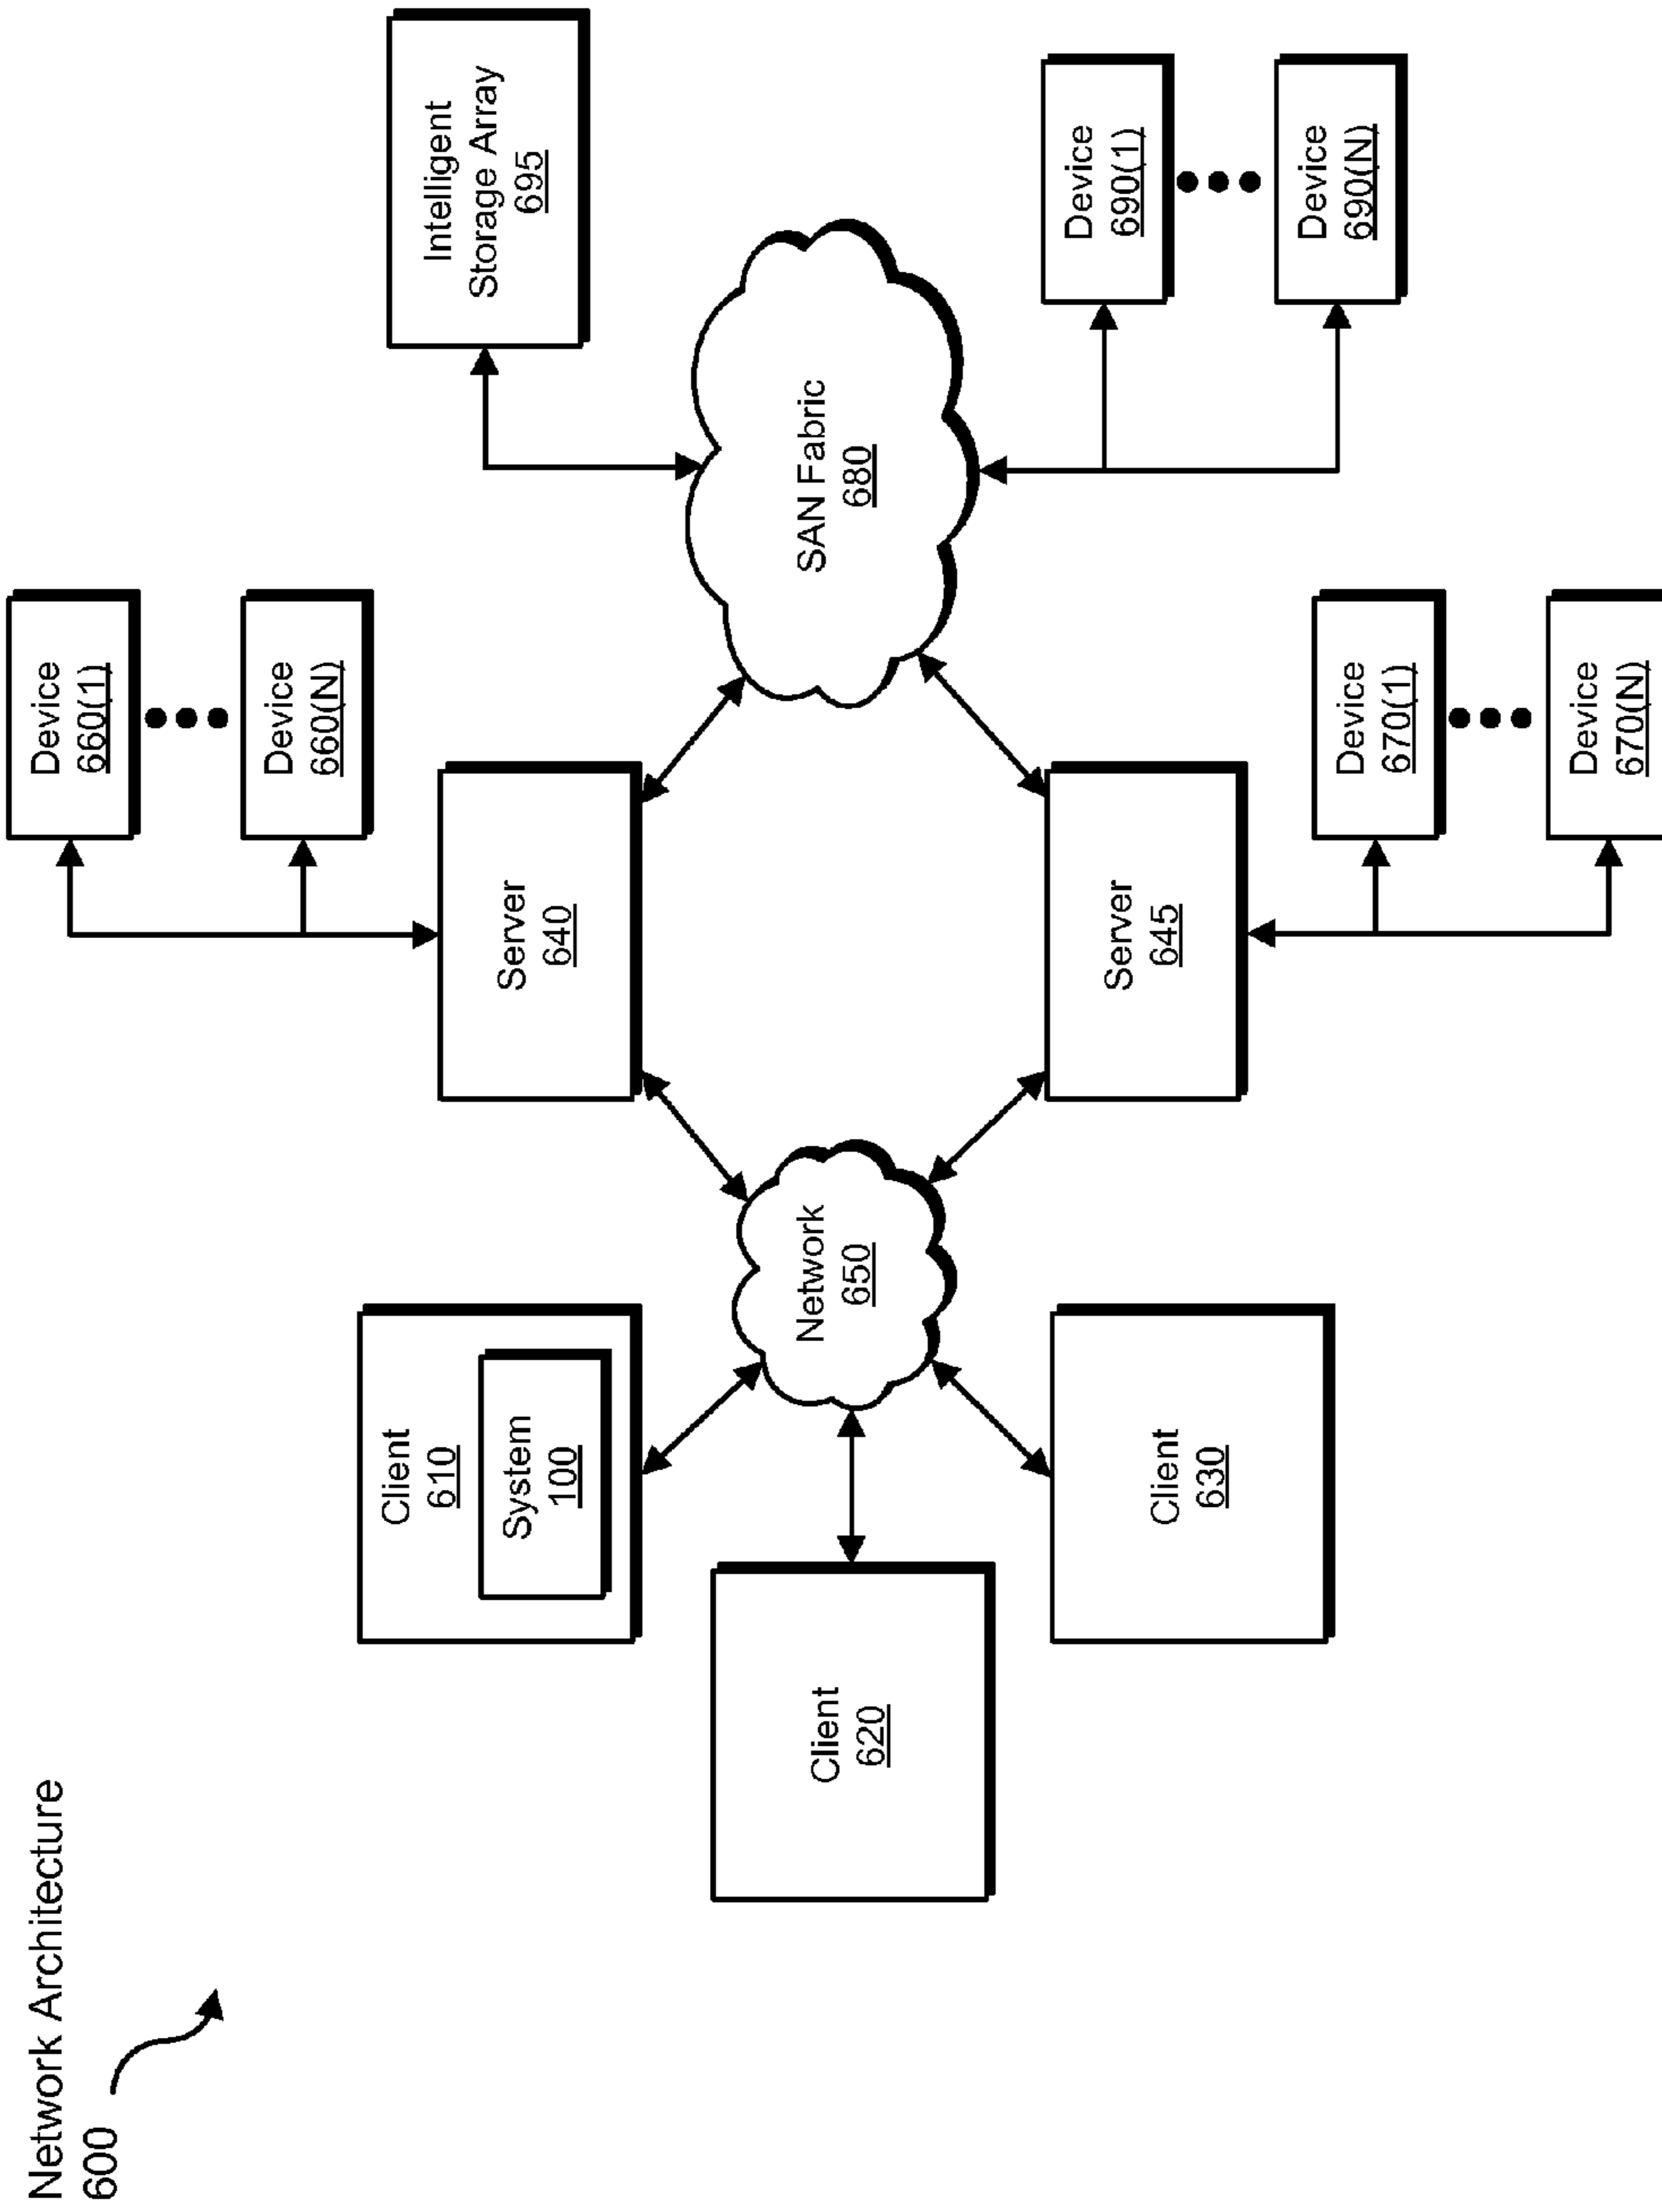 Network Architecture
600
Client
610
System
100
Client
620
Client
630
Network
650
Server
640
Server
645
Device
660(1)
Device
660(N)
Device
670(1)
Device
670(N)
SAN Fabric
680
Intelligent
Storage Array
695
Device
690(1)
Device
690(N)